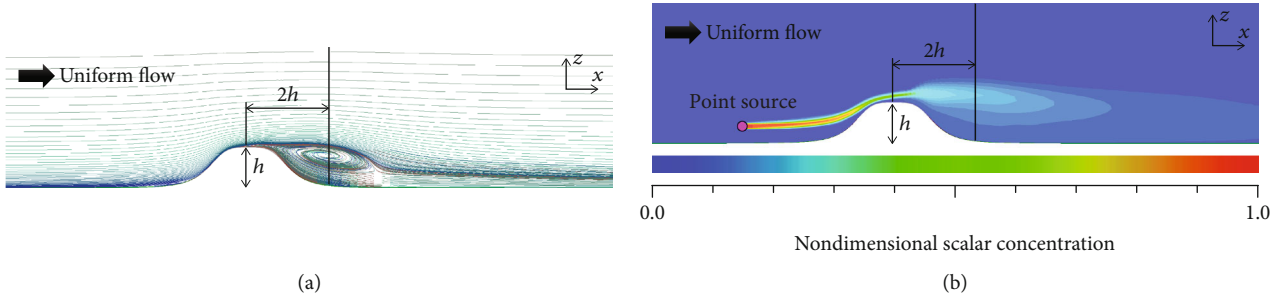 Uniform flow
2h
h
z
x
(a)
Uniform flow
2h
h
z
x
Point source
0.0
1.0
Nondimensional scalar concentration
(b)